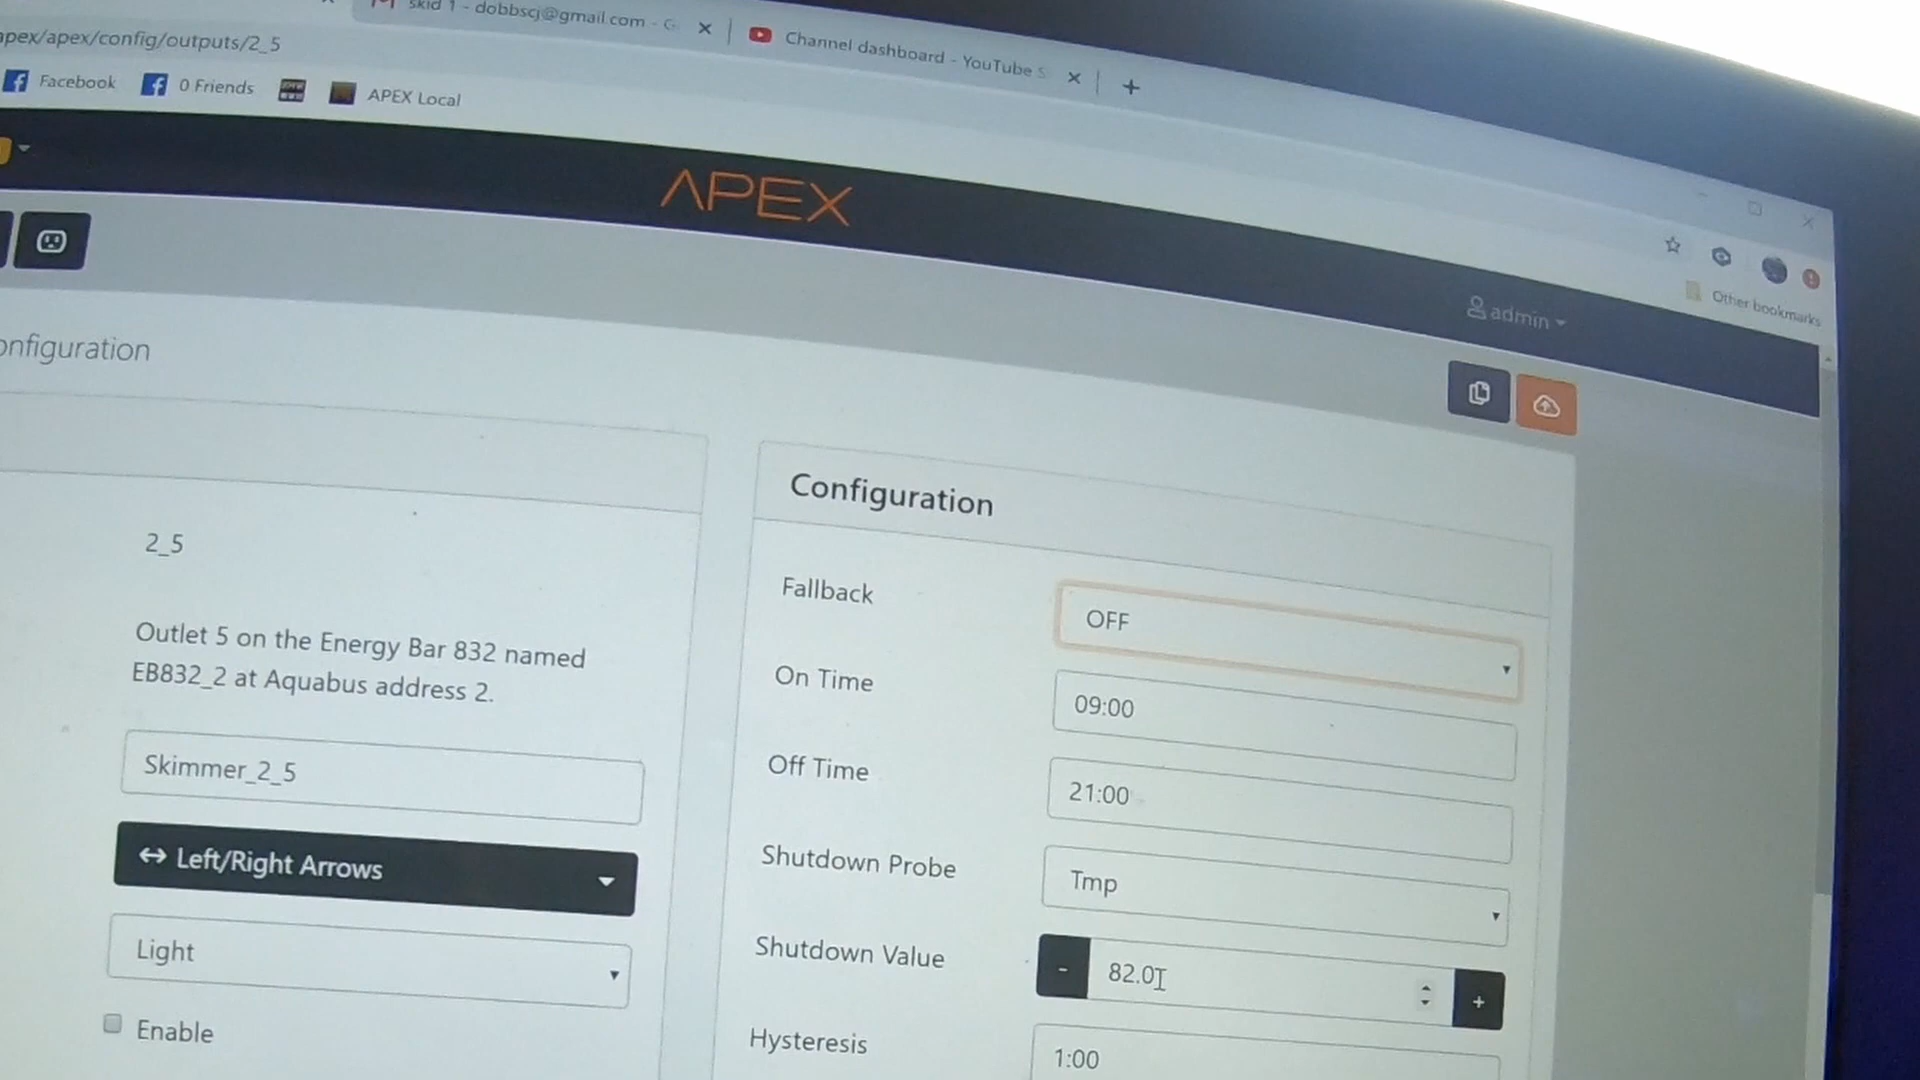 skid 1 - dobbscj@gmail.com - G
Channel dashboard - YouTube S
apex/apex/config/outputs/2_5
Facebook
0 Friends
APEX Local
Other bookmarks
APEX
admin
onfiguration
2_5
Outlet 5 on the Energy Bar 832 named
EB832_2 at Aquabus address 2.
Skimmer_2_5
Left/Right Arrows
Light
Enable
Configuration
Fallback
OFF
On Time
09:00
Off Time
21:00
Shutdown Probe
Tmp
Shutdown Value
- 82.0 +
Hysteresis
1:00